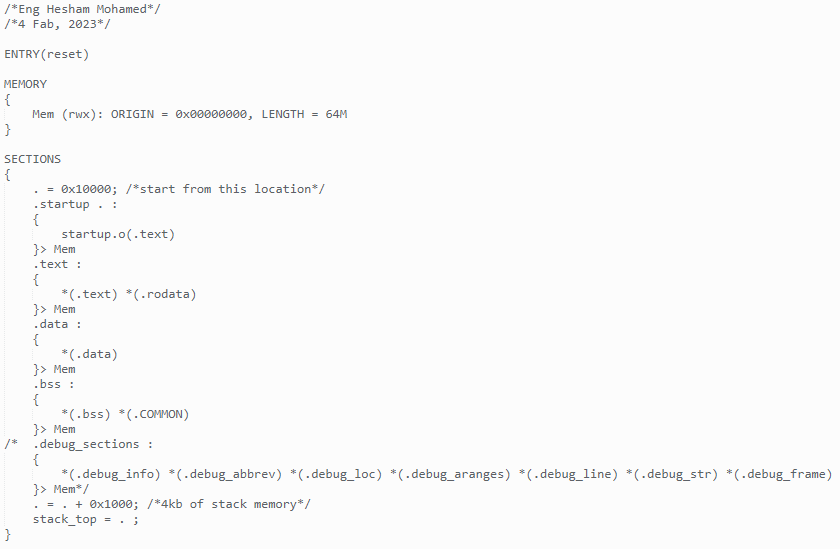 /*Eng Hesham Mohamed*/
/*4 Fab, 2023*/
ENTRY(reset)
MEMORY
{
Mem (rwx): ORIGIN = 0x00000000, LENGTH = 64M
}
SECTIONS
{
. = 0x10000; /*start from this location*/
.startup . :
{
startup.o(.text)
}> Mem
.text :
{
*(.text) *(.rodata)
}> Mem
.data :
{
*(.data)
}> Mem
.bss :
{
*(.bss) *(.COMMON)
}> Mem
/* .debug_sections :
{
*(.debug_info) *(.debug_abbrev) *(.debug_loc) *(.debug_aranges) *(.debug_line) *(.debug_str) *(.debug_frame)
}> Mem*/
. = . + 0x1000; /*4kb of stack memory*/
stack_top = . ;
}